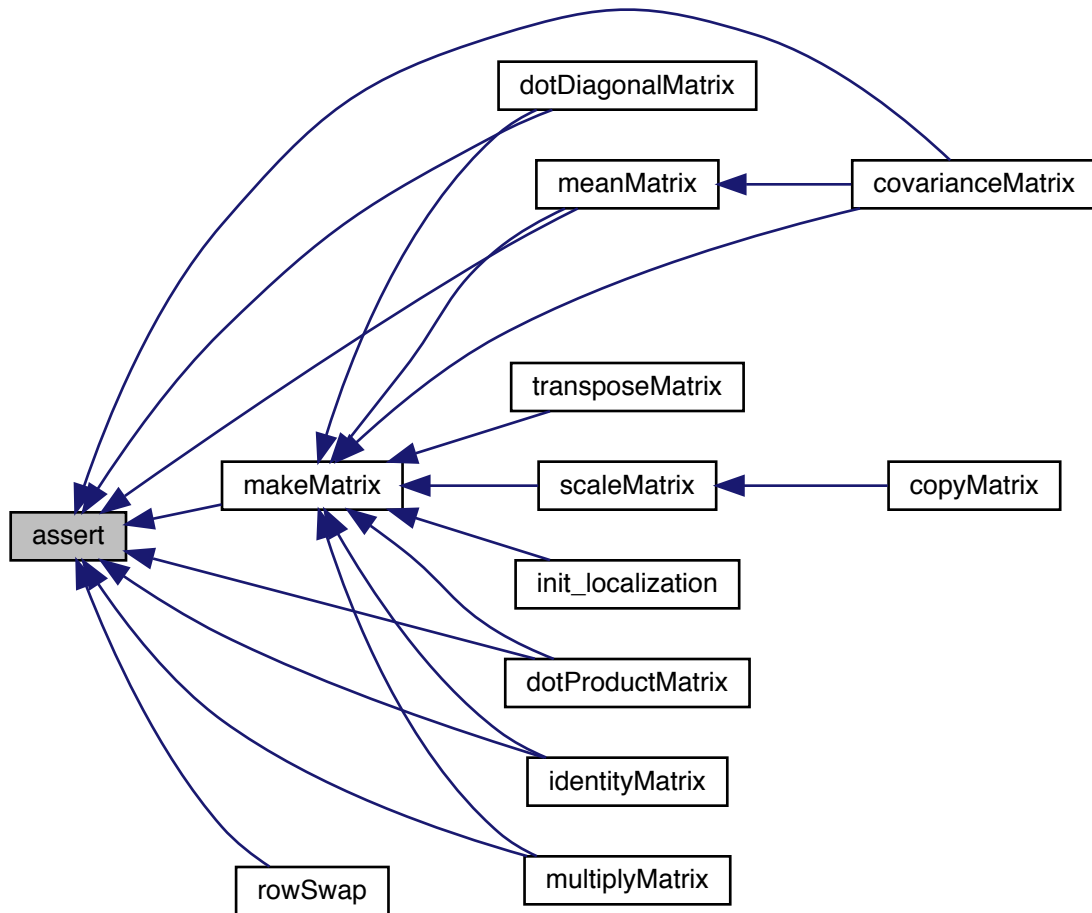 dotDiagonalMatrix
meanMatrix
covarianceMatrix
transposeMatrix
makeMatrix
scaleMatrix
copyMatrix
assert
init_localization
dotProductMatrix
identityMatrix
multiplyMatrix
rowSwap